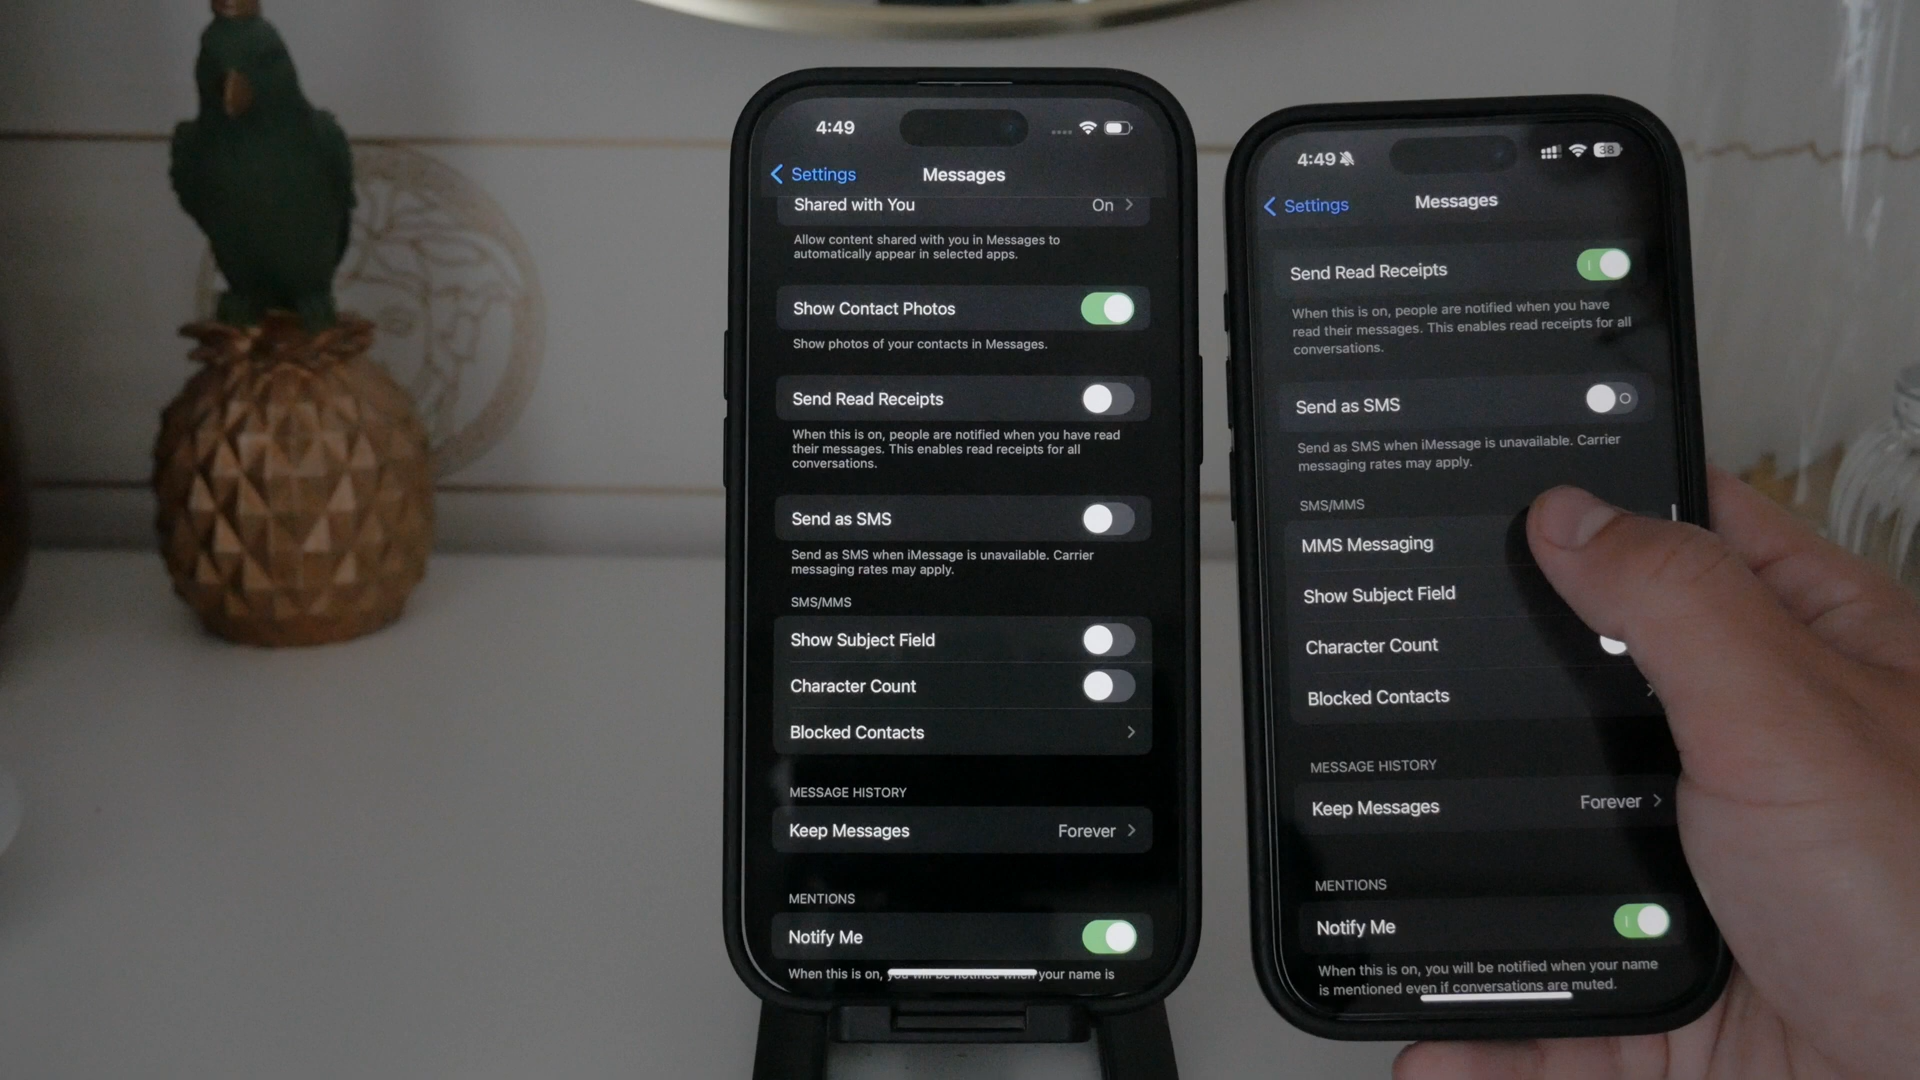 4:49
Settings
Messages
Shared with You
On
Allow content shared with you in Messages to
automatically appear in selected apps.
Show Contact Photos
Show photos of your contacts in Messages.
Send Read Receipts
When this is on, people are notified when you have read
their messages. This enables read receipts for all
conversations.
Send as SMS
Send as SMS when iMessage is unavailable. Carrier
messaging rates may apply.
SMS/MMS
Show Subject Field
Character Count
Blocked Contacts
MESSAGE HISTORY
Keep Messages
Forever
MENTIONS
Notify Me
When this is on, you will be notified when your name is
4:49
38
Settings
Messages
Send Read Receipts
When this is on, people are notified when you have
read their messages. This enables read receipts for all
conversations.
Send as SMS
Send as SMS when iMessage is unavailable. Carrier
messaging rates may apply.
SMS/MMS
MMS Messaging
Show Subject Field
Character Count
Blocked Contacts
MESSAGE HISTORY
Keep Messages
Forever
MENTIONS
Notify Me
When this is on, you will be notified when your name
is mentioned even if conversations are muted.